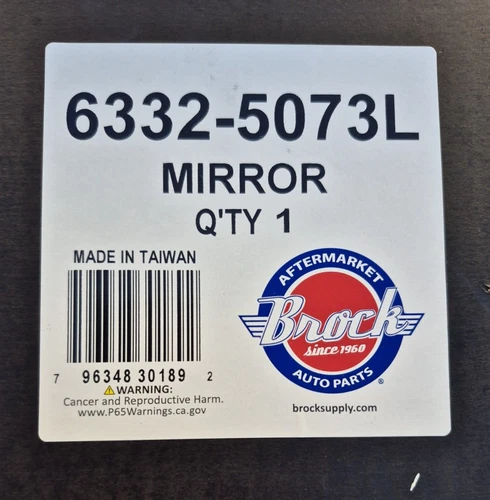 6332-5073L
MIRROR
Q'TY 1
MADE IN TAIWAN
7 96348 30189 2
WARNING:
Cancer and Reproductive Harm.
www.P65Warnings.ca.gov
AFTERMARKET
Brock
since 1960
AUTO PARTS®
brocksupply.com